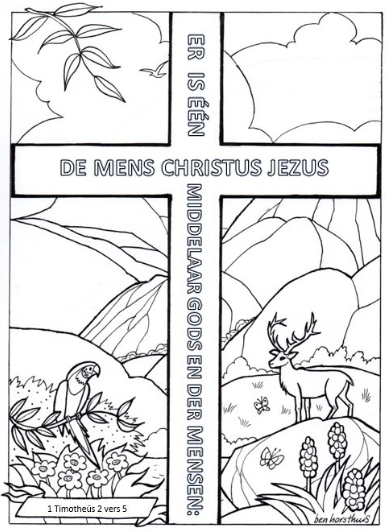 ER IS ÉÉN MIDDELAAR GODS EN DER MENSEN:
DE MENS CHRISTUS JEZUS
1 Timotheüs 2 vers 5
ben horsthuis